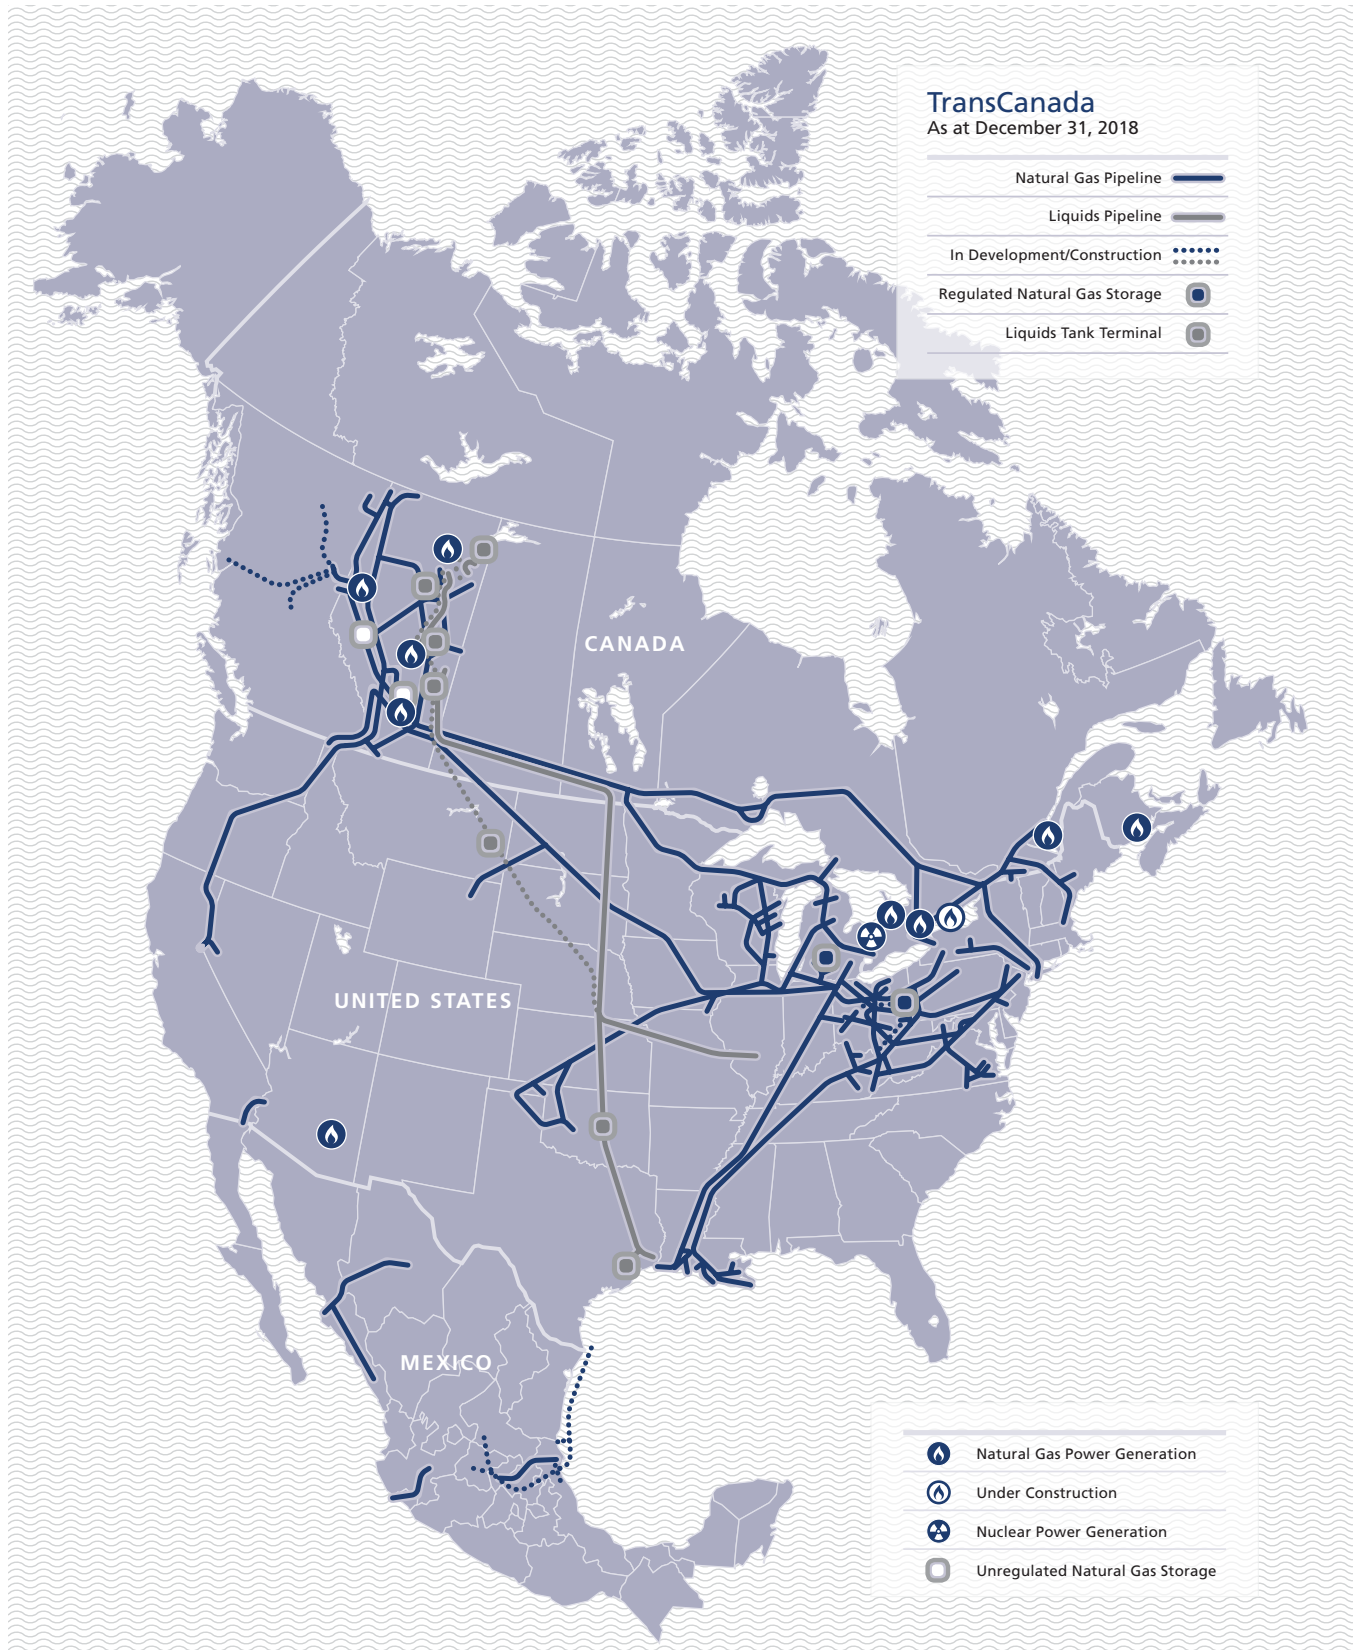 TransCanada
As at December 31, 2018
Natural Gas Pipeline
Liquids Pipeline
In Development/Construction
Regulated Natural Gas Storage
Liquids Tank Terminal
CANADA
UNITED STATES
MEXICO
Natural Gas Power Generation
Under Construction
Nuclear Power Generation
Unregulated Natural Gas Storage